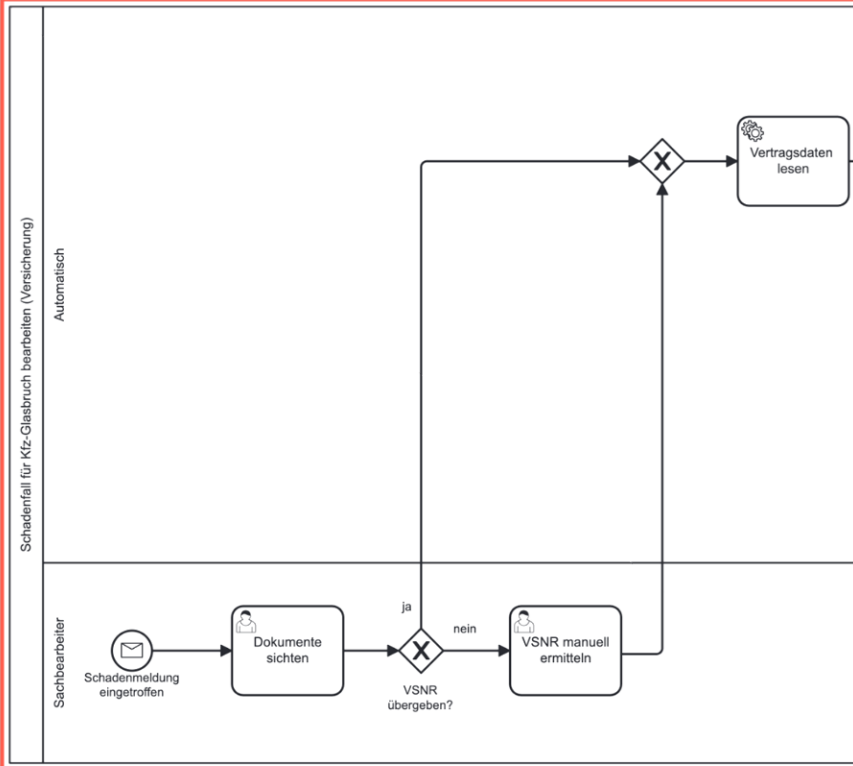 Schadenfall für Kfz-Glasbruch bearbeiten (Versicherung)
Automatisch
Vertragsdaten
lesen
Sachbearbeiter
Schadenmeldung
eingetroffen
Dokumente
sichten
ja
nein
VSNR
übergeben?
VSNR manuell
ermitteln